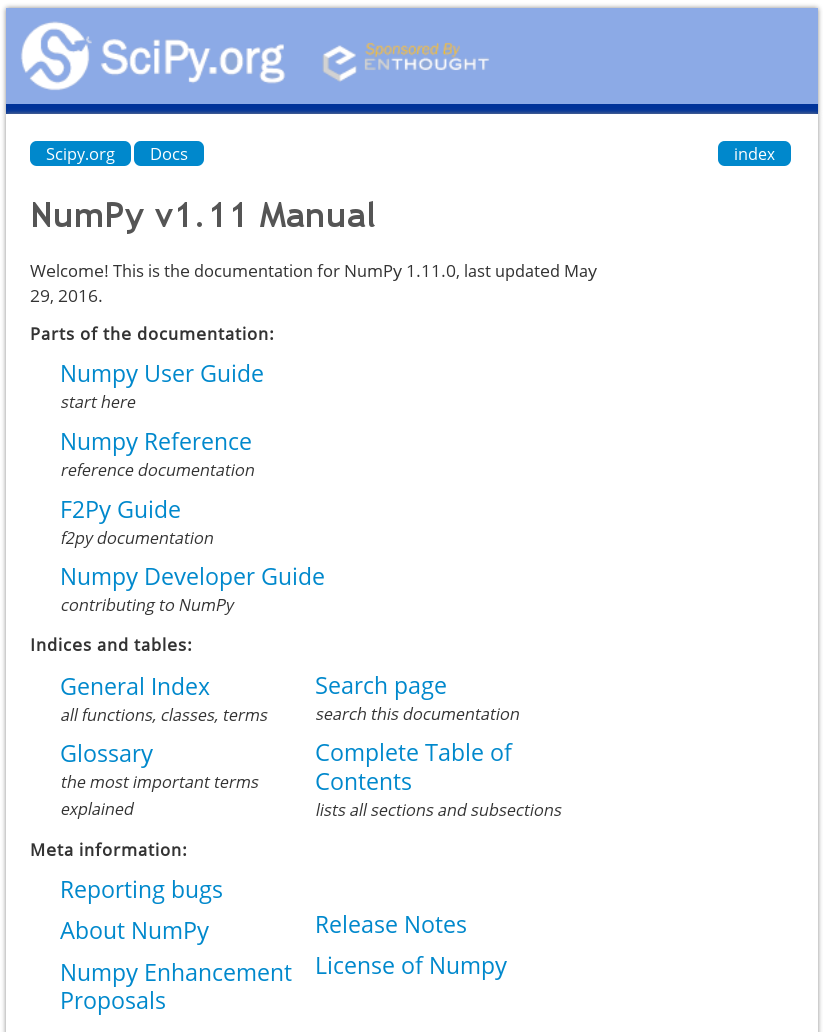 SciPy.org
Sponsored By
ENTHOUGHT
Scipy.org Docs index
NumPy v1.11 Manual
Welcome! This is the documentation for NumPy 1.11.0, last updated May
29, 2016.
Parts of the documentation:
Numpy User Guide
start here
Numpy Reference
reference documentation
F2Py Guide
f2py documentation
Numpy Developer Guide
contributing to NumPy
Indices and tables:
General Index
all functions, classes, terms
Glossary
the most important terms
explained
Search page
search this documentation
Complete Table of
Contents
lists all sections and subsections
Meta information:
Reporting bugs
About NumPy
Numpy Enhancement
Proposals
Release Notes
License of Numpy